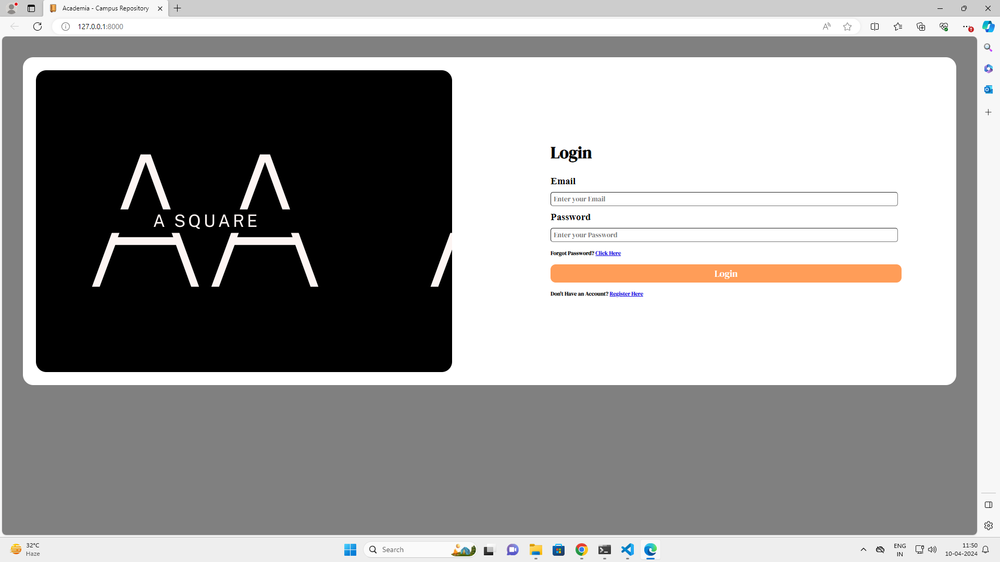 Academia - Campus Repository
127.0.0.1:8000
A SQUARE
Login
Email
Enter your Email
Password
Enter your Password
Forgot Password? Click Here
Login
Don't Have an Account? Register Here
32°C
Haze
Search
ENG
IN
11:50
10-04-2024